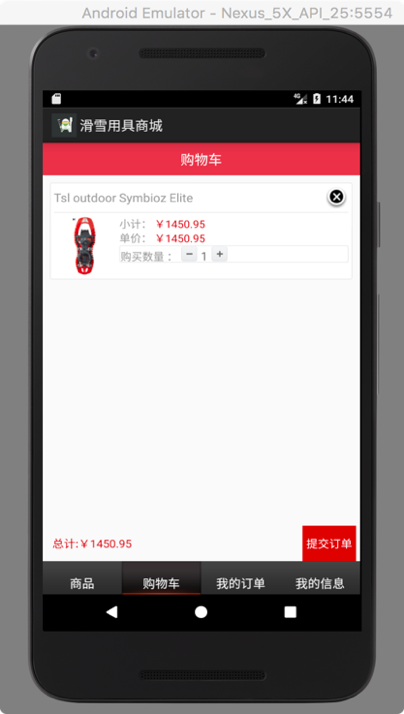 Android Emulator - Nexus_5X_API_25:5554
4G 11:44
滑雪用具商城
购物车
Tsl outdoor Symbioz Elite
小计： ￥1450.95
单价： ￥1450.95
购买数量： − 1 +
总计:￥1450.95 提交订单
商品 购物车 我的订单 我的信息